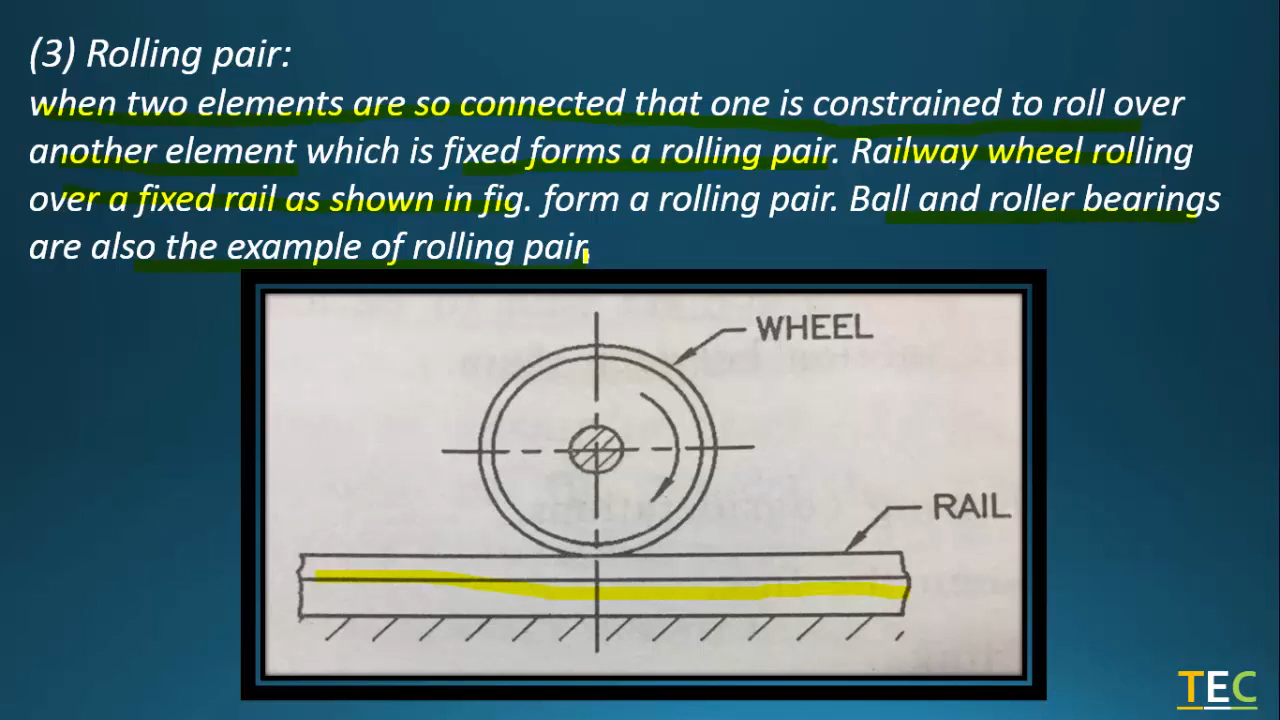 (3) Rolling pair:
when two elements are so connected that one is constrained to roll over
another element which is fixed forms a rolling pair. Railway wheel rolling
over a fixed rail as shown in fig. form a rolling pair. Ball and roller bearings
are also the example of rolling pair.
WHEEL
RAIL
TEC